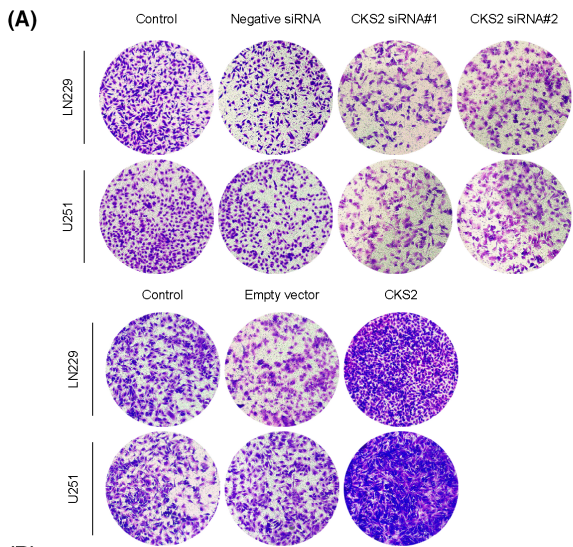 (A)
Control Negative siRNA CKS2 siRNA#1 CKS2 siRNA#2
LN229
U251
Control Empty vector CKS2
LN229
U251